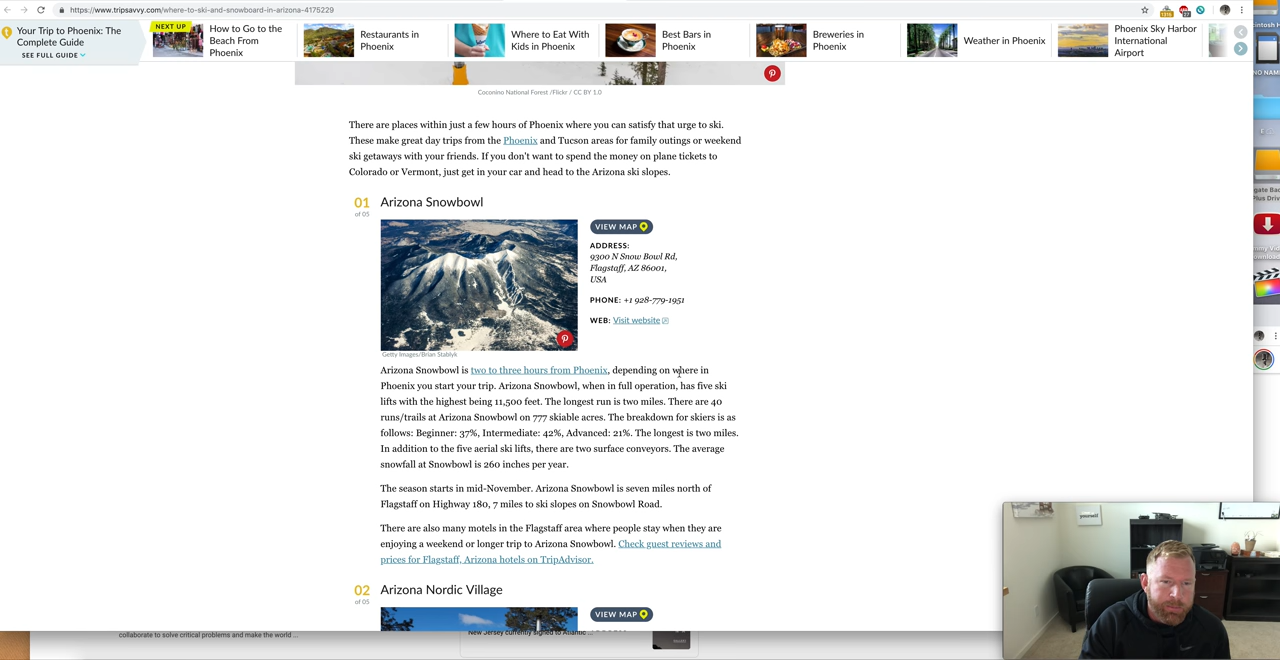 https://www.tripsavvy.com/where-to-ski-and-snowboard-in-arizona-4175229
Your Trip to Phoenix: The
Complete Guide
SEE FULL GUIDE
NEXT UP
How to Go to the
Beach From
Phoenix
Restaurants in
Phoenix
Where to Eat With
Kids in Phoenix
Best Bars in
Phoenix
Breweries in
Phoenix
Weather in Phoenix
Phoenix Sky Harbor
International
Airport
Coconino National Forest /Flickr / CC BY 1.0
There are places within just a few hours of Phoenix where you can satisfy that urge to ski.
These make great day trips from the Phoenix and Tucson areas for family outings or weekend
ski getaways with your friends. If you don't want to spend the money on plane tickets to
Colorado or Vermont, just get in your car and head to the Arizona ski slopes.
01
of 05
Arizona Snowbowl
VIEW MAP
ADDRESS:
9300 N Snow Bowl Rd,
Flagstaff, AZ 86001,
USA
PHONE: +1 928-779-1951
WEB: Visit website
Getty Images/Brian Stablyk
Arizona Snowbowl is two to three hours from Phoenix, depending on where in
Phoenix you start your trip. Arizona Snowbowl, when in full operation, has five ski
lifts with the highest being 11,500 feet. The longest run is two miles. There are 40
runs/trails at Arizona Snowbowl on 777 skiable acres. The breakdown for skiers is as
follows: Beginner: 37%, Intermediate: 42%, Advanced: 21%. The longest is two miles.
In addition to the five aerial ski lifts, there are two surface conveyors. The average
snowfall at Snowbowl is 260 inches per year.
The season starts in mid-November. Arizona Snowbowl is seven miles north of
Flagstaff on Highway 180, 7 miles to ski slopes on Snowbowl Road.
There are also many motels in the Flagstaff area where people stay when they are
enjoying a weekend or longer trip to Arizona Snowbowl. Check guest reviews and
prices for Flagstaff, Arizona hotels on TripAdvisor.
02
of 05
Arizona Nordic Village
VIEW MAP
collaborate to solve critical problems and make the world ...
New Jersey currently signed to Atlantic ...
yourself